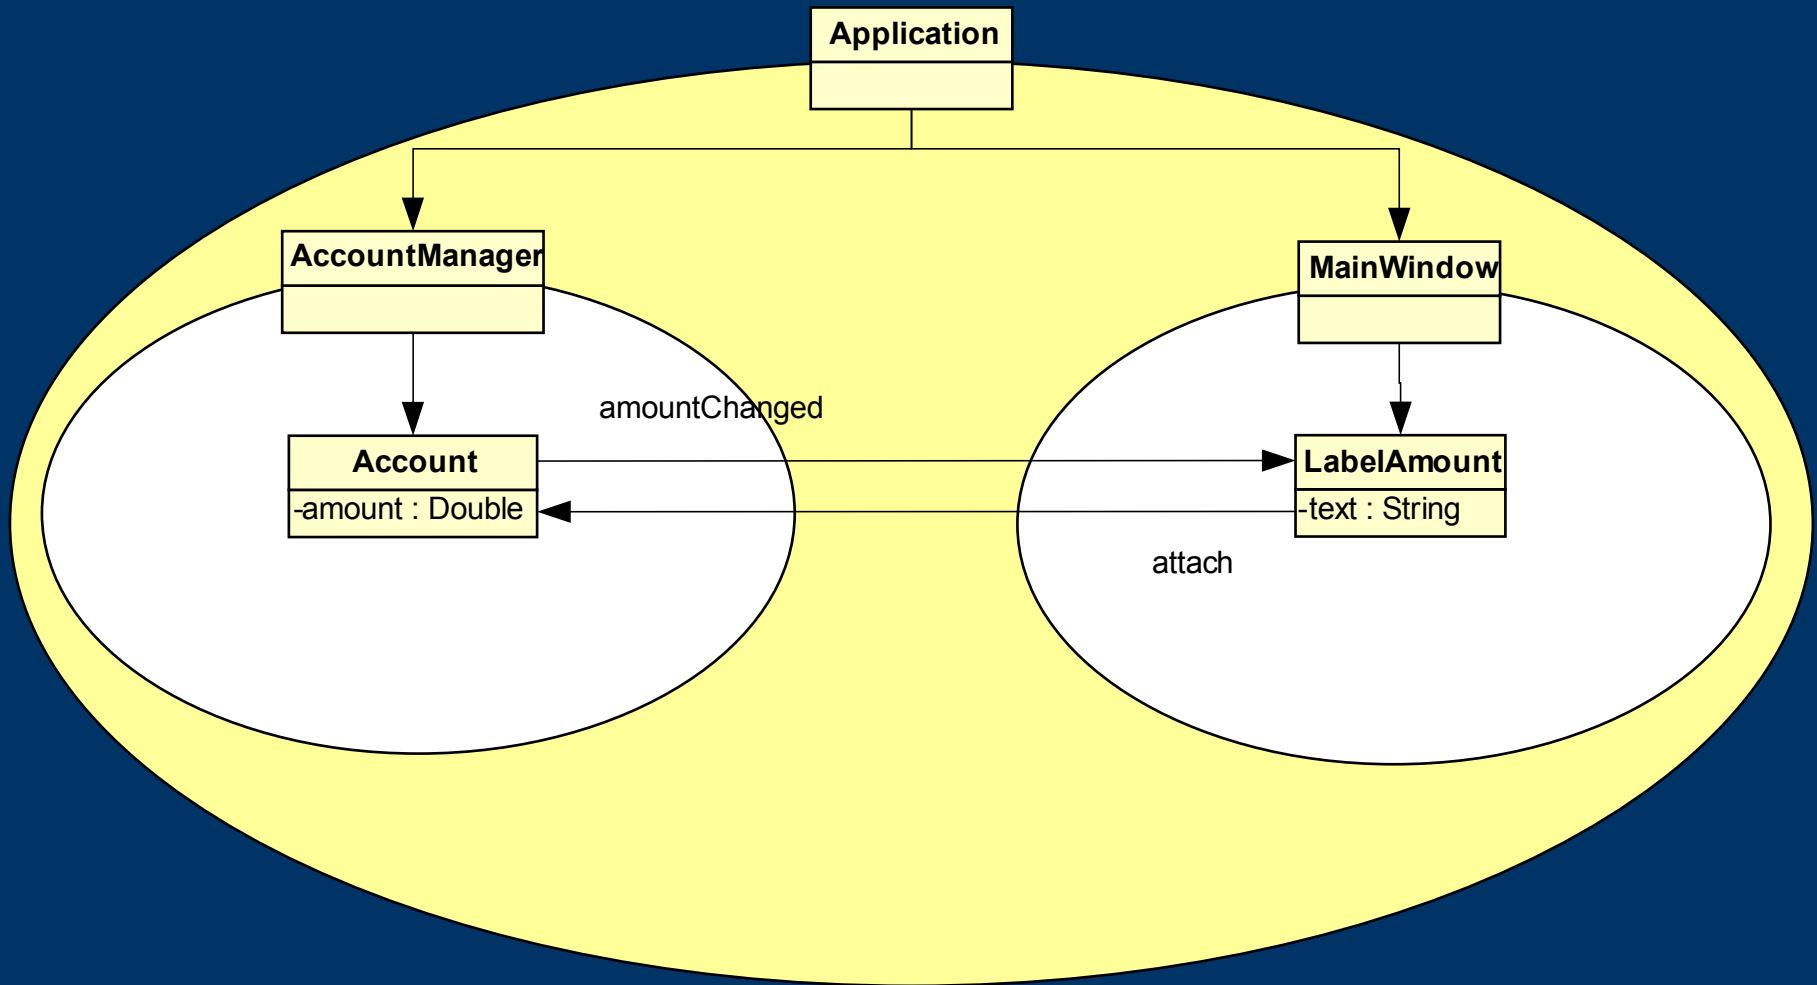 Application
AccountManager
MainWindow
amountChanged
Account
-amount : Double
LabelAmount
-text : String
attach